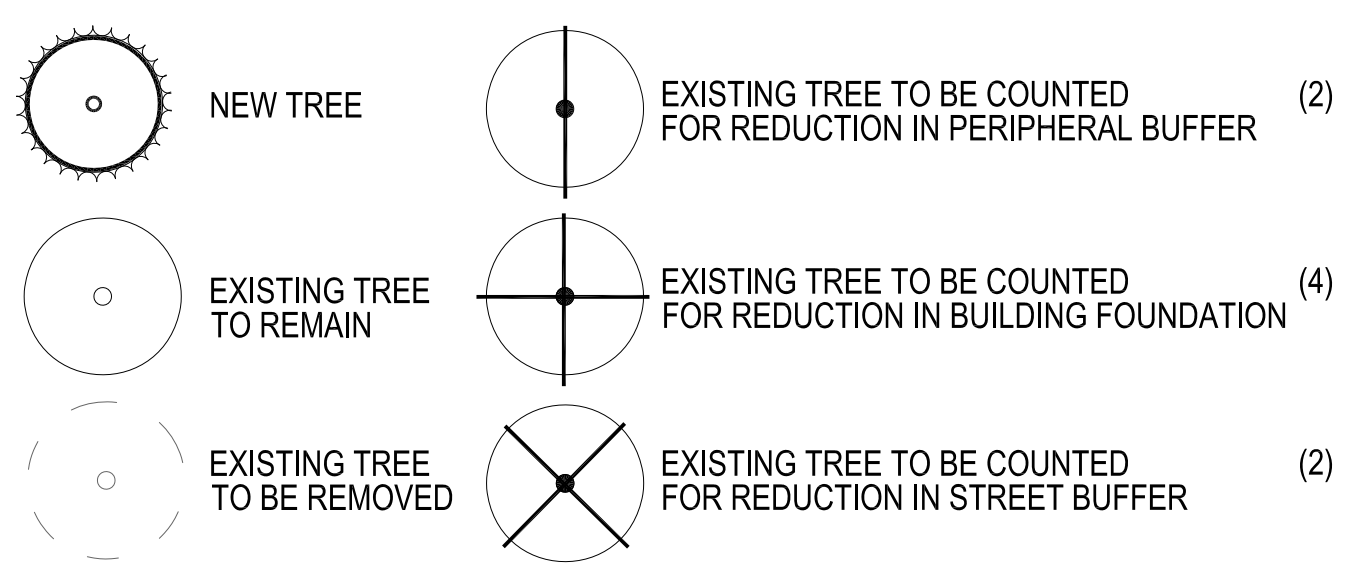 NEW TREE
EXISTING TREE
TO REMAIN
EXISTING TREE
TO BE REMOVED
EXISTING TREE TO BE COUNTED (2)
FOR REDUCTION IN PERIPHERAL BUFFER
EXISTING TREE TO BE COUNTED (4)
FOR REDUCTION IN BUILDING FOUNDATION
EXISTING TREE TO BE COUNTED (2)
FOR REDUCTION IN STREET BUFFER